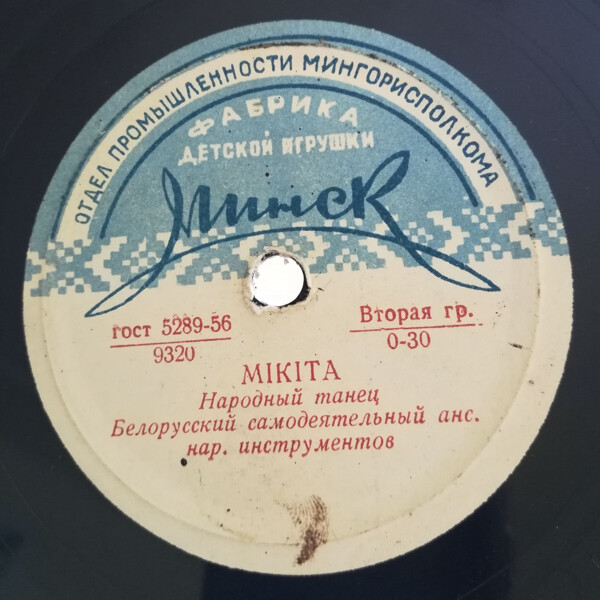 ОТДЕЛ ПРОМЫШЛЕННОСТИ МИНГОРИСПОЛКОМА
ФАБРИКА
ДЕТСКОЙ ИГРУШКИ
Минск
гост 5289-56
9320
Вторая гр.
0-30
МІКІТА
Народный танец
Белорусский самодеятельный анс.
нар. инструментов